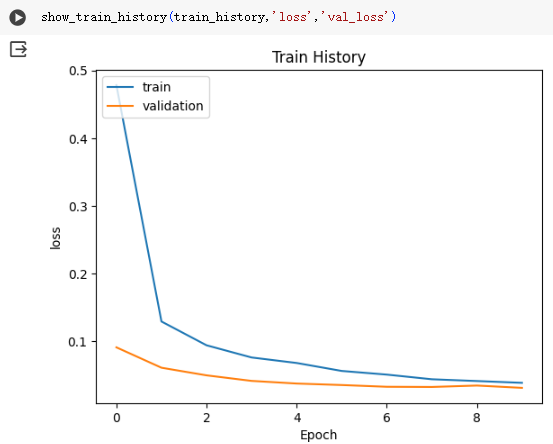 show_train_history(train_history,'loss','val_loss')
Train History
train
validation
0.5
0.4
0.3
0.2
0.1
loss
0 2 4 6 8
Epoch